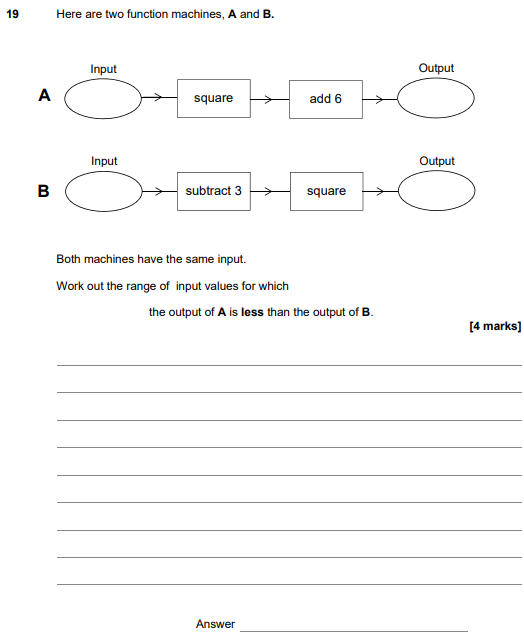 19 Here are two function machines, A and B.
Input Output
A square add 6
Input Output
B subtract 3 square
Both machines have the same input.
Work out the range of input values for which
the output of A is less than the output of B.
[4 marks]
Answer